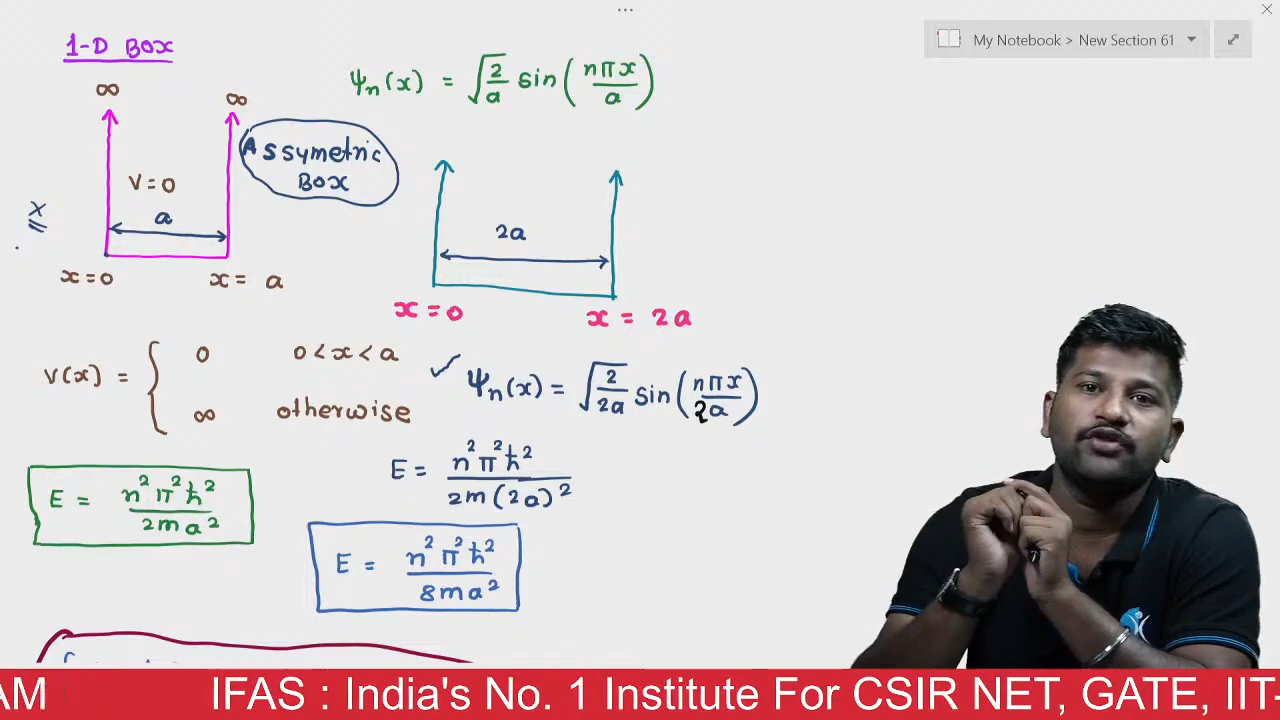 My Notebook > New Section 61
1-D BOX
ψn(x) = √(2/a) sin(nπx/a)
∞
∞
Assymetric
BOX
V=0
a
x
2a
x=0
x= a
x=0
x = 2a
V(x) = { 0 0<x<a
∞ otherwise
ψn(x) = √(2/2a) sin(nπx/2a)
E = n²π²ħ²/2m(2a)²
E = n²π²ħ²/2ma²
E = n²π²ħ²/8ma²
AM IFAS : India's No. 1 Institute For CSIR NET, GATE, IIT-